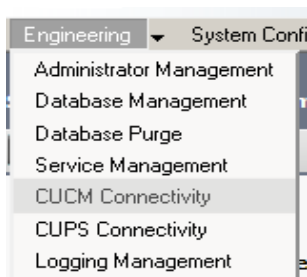 Engineering System Confi
Administrator Management
Database Management
Database Purge
Service Management
CUCM Connectivity
CUPS Connectivity
Logging Management